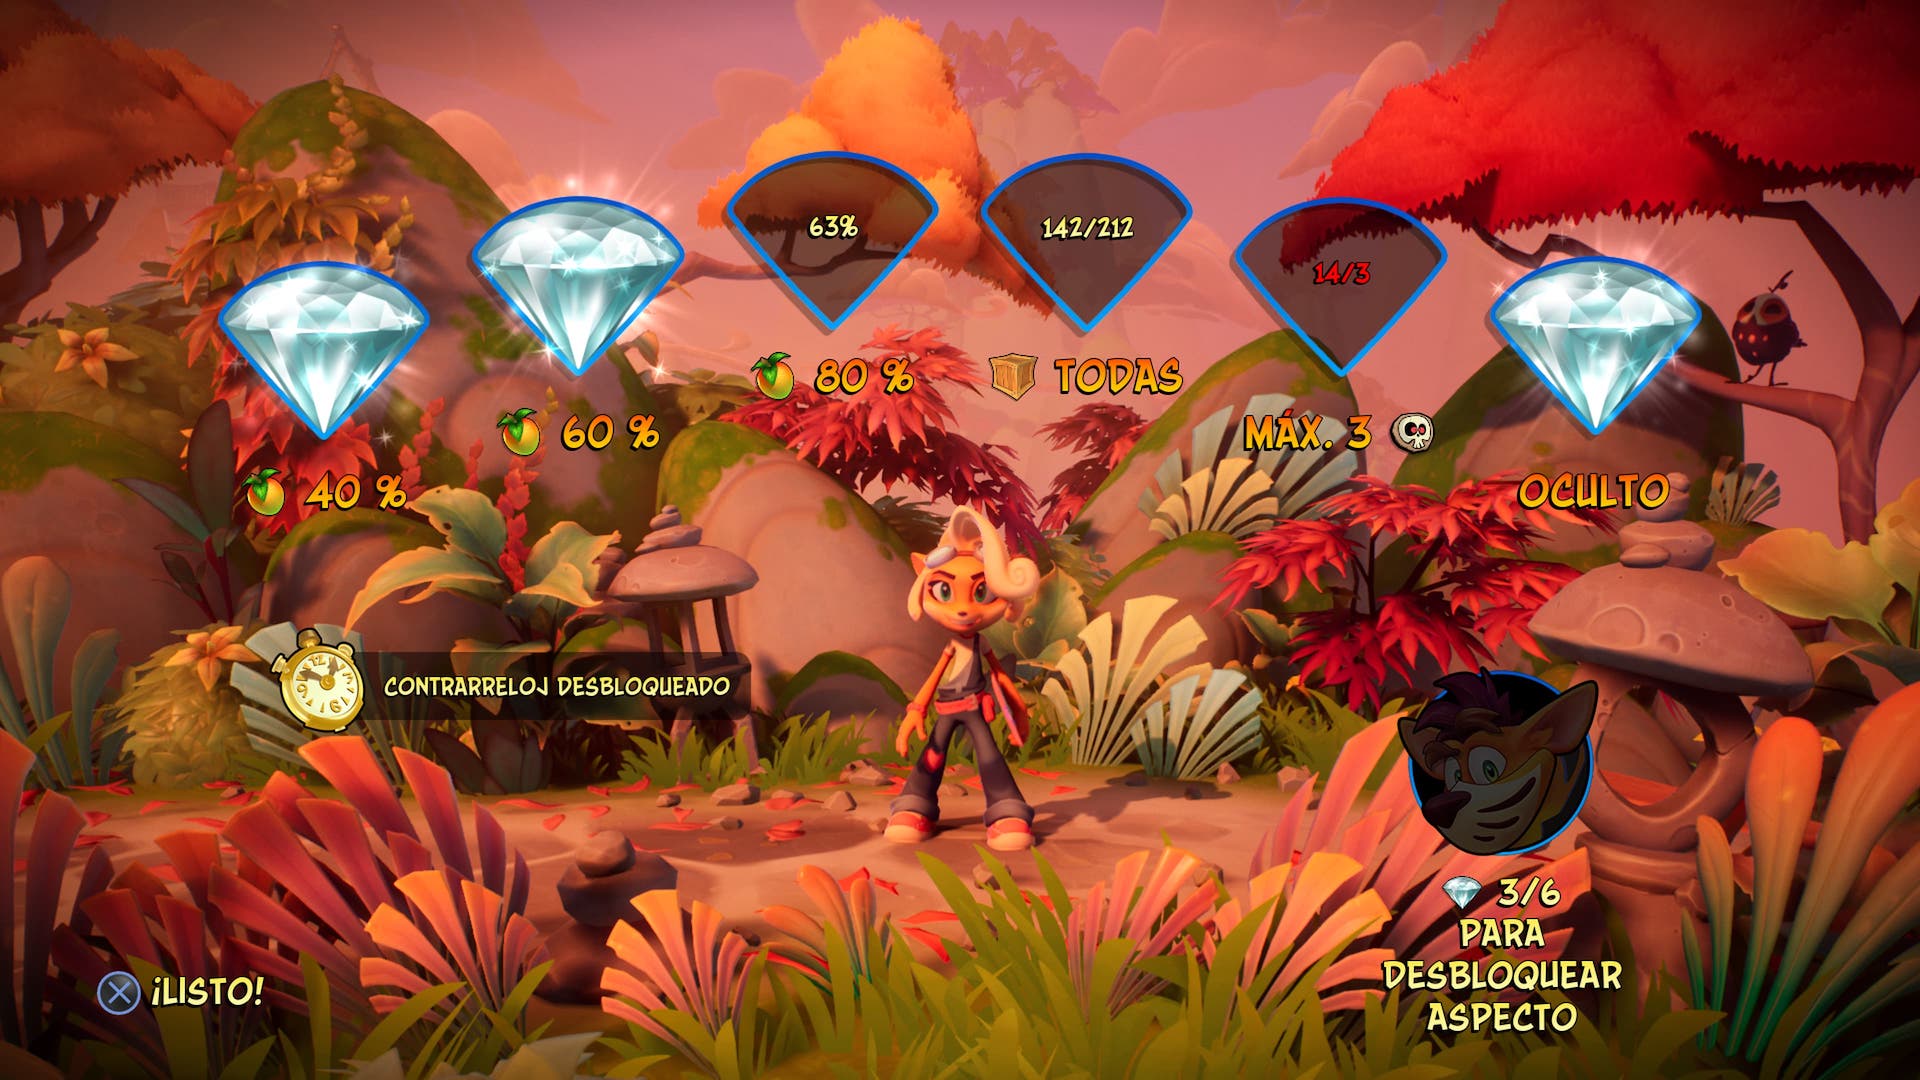 63%
142/212
14/3
80 %
TODAS
60 %
MÁX. 3
40 %
OCULTO
CONTRARRELOJ DESBLOQUEADO
3/6
PARA
DESBLOQUEAR
ASPECTO
¡LISTO!